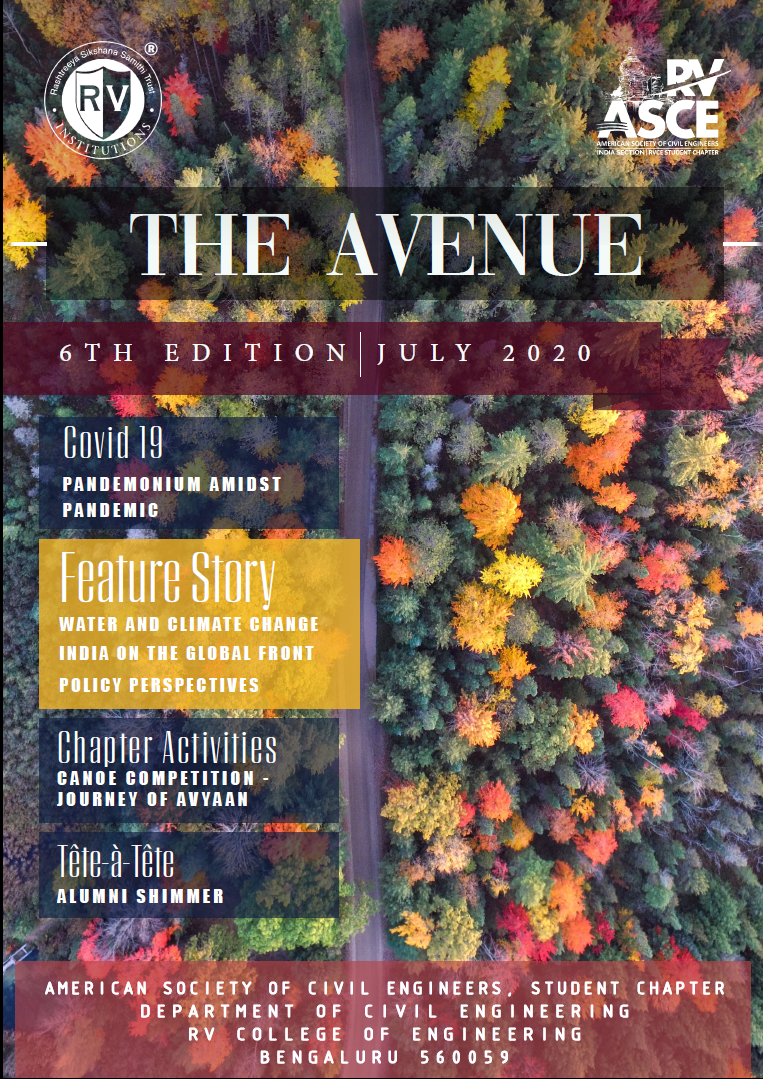 Rashtreeya Sikshana Samithi Trust
®
RV
INSTITUTIONS
RV
ASCE
AMERICAN SOCIETY OF CIVIL ENGINEERS
INDIA SECTION | RVCE STUDENT CHAPTER
THE AVENUE
6TH EDITION | JULY 2020
Covid 19
PANDEMONIUM AMIDST
PANDEMIC
Feature Story
WATER AND CLIMATE CHANGE
INDIA ON THE GLOBAL FRONT
POLICY PERSPECTIVES
Chapter Activities
CANOE COMPETITION -
JOURNEY OF AVYAAN
Tête-à-Tête
ALUMNI SHIMMER
AMERICAN SOCIETY OF CIVIL ENGINEERS, STUDENT CHAPTER
DEPARTMENT OF CIVIL ENGINEERING
RV COLLEGE OF ENGINEERING
BENGALURU 560059